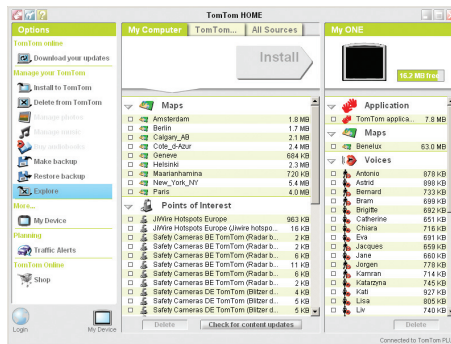 TomTom HOME
Options
TomTom online
Download your updates
Manage your TomTom
Install to TomTom
Delete from TomTom
Manage photos
Manage music
Buy audiobooks
Make backup
Restore backup
Explore
More...
My Device
Planning
Traffic Alerts
TomTom Online
Shop
Login
My Device
My Computer TomTom... All Sources
Install
Maps
Amsterdam 1.8 MB
Berlin 1.7 MB
Calgary_AB 2.1 MB
Cote_d-Azur 2.4 MB
Geneve 684 KB
Helsinki 2.3 MB
Maarianhamina 720 KB
New_York_NY 5.4 MB
Paris 4.0 MB
Points of Interest
JiWire Hotspots Europe 963 KB
JiWire Hotspots Europe (Jiwire hotspo... 16 KB
Safety Cameras BE TomTom (Radar b... 2 KB
Safety Cameras BE TomTom (Radar b... 6 KB
Safety Cameras BE TomTom (Radar b... 6 KB
Safety Cameras BE TomTom (Radar b... 11 KB
Safety Cameras BE TomTom (Radar b... 6 KB
Safety Cameras BE TomTom (Radar b... 2 KB
Safety Cameras DE TomTom (Blitzer d... 4 KB
Safety Cameras DE TomTom (Blitzer d... 5 KB
Safety Cameras DE TomTom (Blitzer d... 5 KB
Delete Check for content updates
My ONE
16.2 MB free
Application
TomTom applica... 7.8 MB
Maps
Benelux 63.0 MB
Voices
Antonio 878 KB
Astrid 898 KB
Bernard 733 KB
Bram 699 KB
Brigitte 692 KB
Catherine 651 KB
Chiara 716 KB
Eva 691 KB
Jacques 659 KB
Jane 660 KB
Jorgen 778 KB
Kamran 714 KB
Katarzyna 745 KB
Kati 927 KB
Lisa 805 KB
Liv 740 KB
Delete
Connected to TomTom PLU